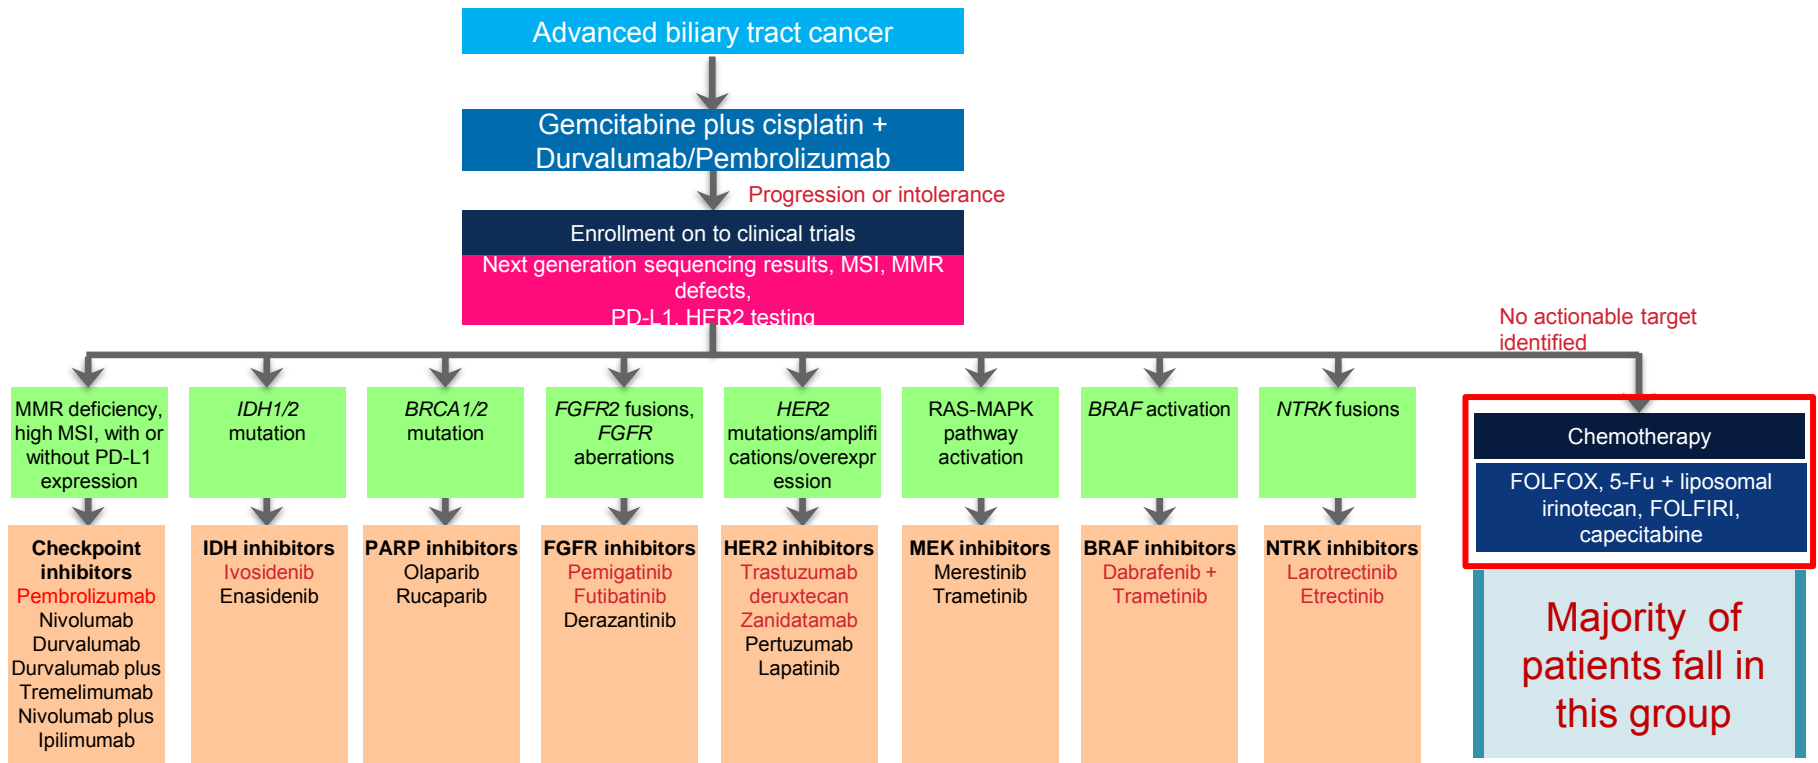 Advanced biliary tract cancer
Gemcitabine plus cisplatin +
Durvalumab/Pembrolizumab
Progression or intolerance
Enrollment on to clinical trials
Next generation sequencing results, MSI, MMR
defects,
PD-L1, HER2 testing
No actionable target
identified
MMR deficiency,
high MSI, with or
without PD-L1
expression
IDH1/2
mutation
BRCA1/2
mutation
FGFR2 fusions,
FGFR
aberrations
HER2
mutations/amplifi
cations/overexpr
ession
RAS-MAPK
pathway
activation
BRAF activation
NTRK fusions
Chemotherapy
FOLFOX, 5-Fu + liposomal
irinotecan, FOLFIRI,
capecitabine
Checkpoint
inhibitors
Pembrolizumab
Nivolumab
Durvalumab
Durvalumab plus
Tremelimumab
Nivolumab plus
Ipilimumab
IDH inhibitors
Ivosidenib
Enasidenib
PARP inhibitors
Olaparib
Rucaparib
FGFR inhibitors
Pemigatinib
Futibatinib
Derazantinib
HER2 inhibitors
Trastuzumab
deruxtecan
Zanidatamab
Pertuzumab
Lapatinib
MEK inhibitors
Merestinib
Trametinib
BRAF inhibitors
Dabrafenib +
Trametinib
NTRK inhibitors
Larotrectinib
Etrectinib
Majority of
patients fall in
this group